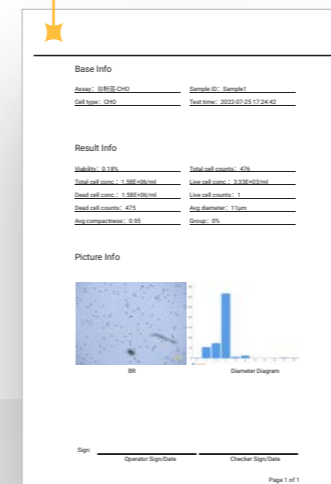 Base Info
Assay: 台盼蓝-CHO Sample ID: Sample1
Cell type: CHO Test time: 2022-07-25 17:24:42
Result Info
Viability: 0.18% Total cell counts: 476
Total cell conc.: 1.58E+06/ml Live cell conc.: 3.33E+03/ml
Dead cell conc.: 1.58E+06/ml Live cell counts: 1
Dead cell counts: 475 Avg diameter: 11μm
Avg compactness: 0.95 Group: 0%
Picture Info
BR Diameter Diagram
Sign:
Operator Sign/Date Checker Sign/Date
Page 1 of 1